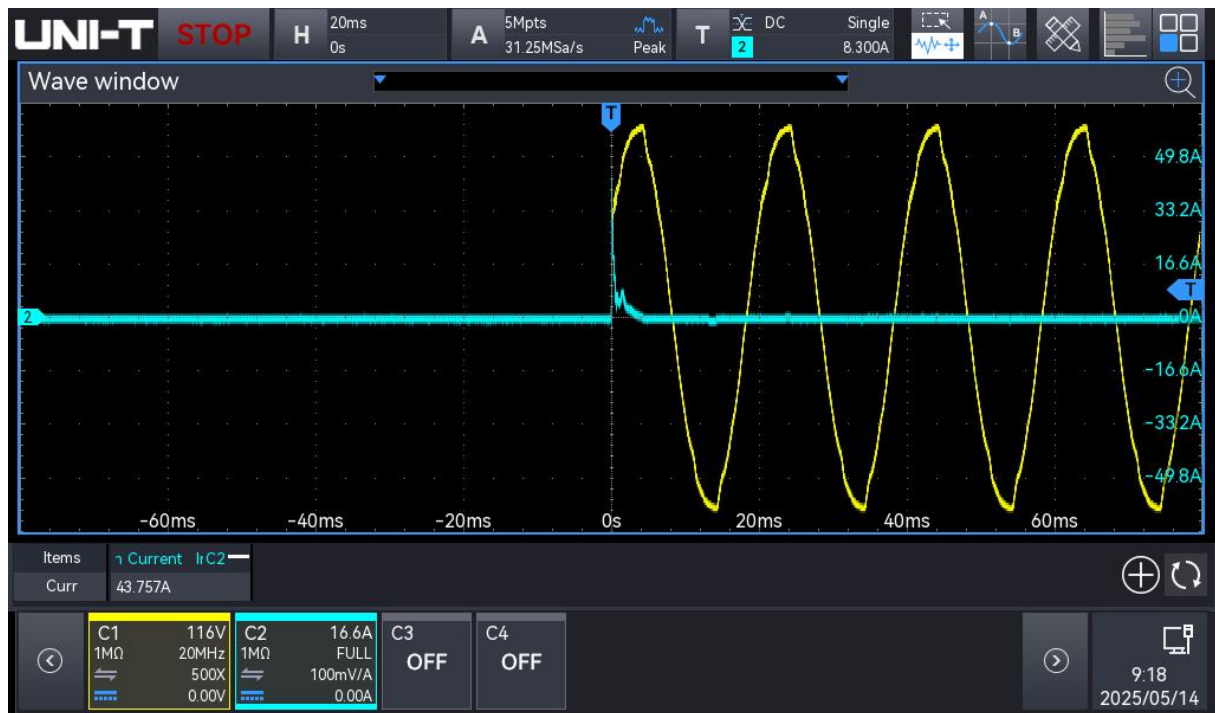 UNI-T STOP H 20ms 0s A 5Mpts 31.25MSa/s Peak T DC 2 Single 8.300A A B
Wave window
T
49.8A
33.2A
16.6A
T
2 0A
-16.6A
-33.2A
-49.8A
-60ms -40ms -20ms 0s 20ms 40ms 60ms
Items Current C2
Curr 43.757A
C1 116V C2 16.6A C3 C4
1MΩ 20MHz 1MΩ FULL OFF OFF
500X 100mV/A
0.00V 0.00A
9:18
2025/05/14